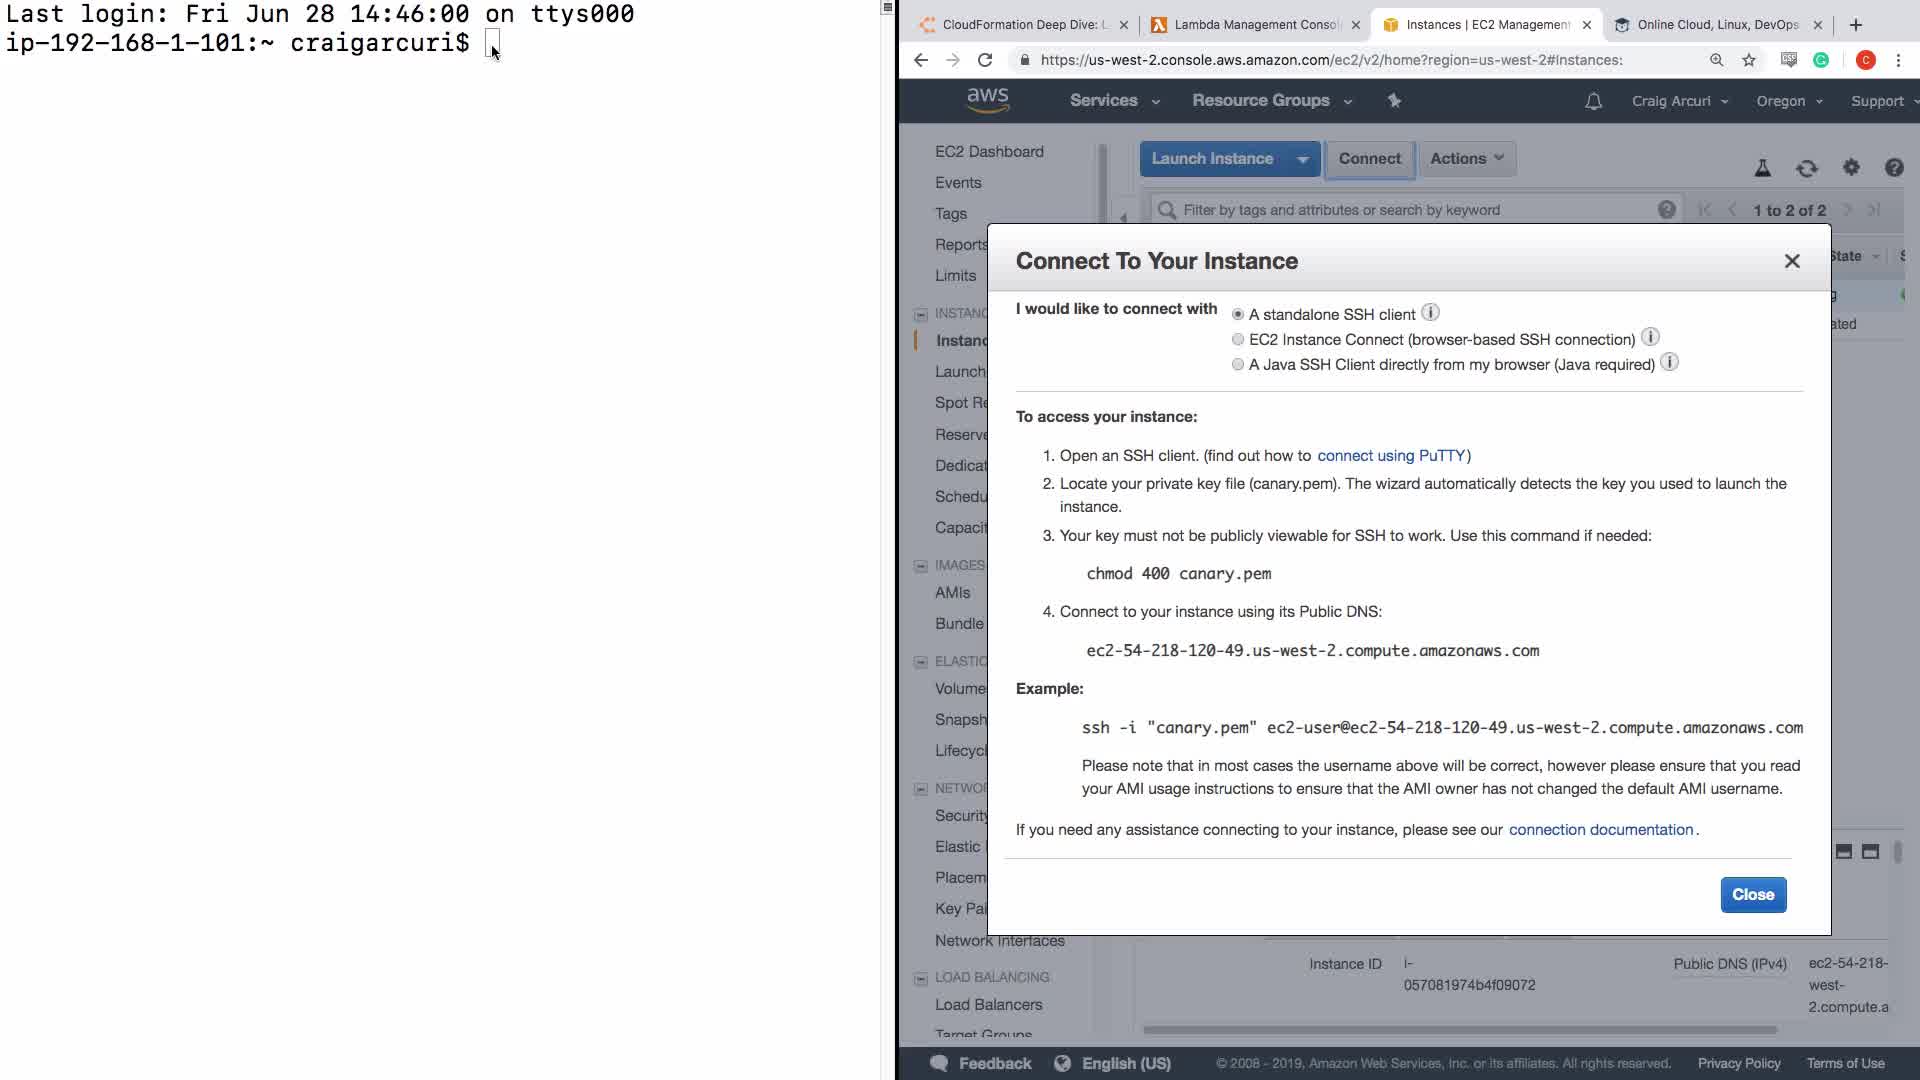 Last login: Fri Jun 28 14:46:00 on ttys000
ip-192-168-1-101:~ craigarcuri$
CloudFormation Deep Dive: L
Lambda Management Consol
Instances | EC2 Management
Online Cloud, Linux, DevOps
https://us-west-2.console.aws.amazon.com/ec2/v2/home?region=us-west-2#Instances:
C
aws
Services
Resource Groups
Craig Arcuri
Oregon
Support
EC2 Dashboard
Events
Tags
Reports
Limits
INSTANC
Instanc
Launch
Spot Re
Reserve
Dedicat
Schedu
Capacit
IMAGES
AMIs
Bundle
ELASTIC
Volume
Snapsh
Lifecycl
NETWOR
Security
Elastic
Placem
Key Pai
Network Interfaces
LOAD BALANCING
Load Balancers
Target Groups
Launch Instance
Connect
Actions
Filter by tags and attributes or search by keyword
1 to 2 of 2
State
Connect To Your Instance
I would like to connect with
A standalone SSH client
EC2 Instance Connect (browser-based SSH connection)
A Java SSH Client directly from my browser (Java required)
To access your instance:
1. Open an SSH client. (find out how to connect using PuTTY)
2. Locate your private key file (canary.pem). The wizard automatically detects the key you used to launch the
instance.
3. Your key must not be publicly viewable for SSH to work. Use this command if needed:
chmod 400 canary.pem
4. Connect to your instance using its Public DNS:
ec2-54-218-120-49.us-west-2.compute.amazonaws.com
Example:
ssh -i "canary.pem" ec2-user@ec2-54-218-120-49.us-west-2.compute.amazonaws.com
Please note that in most cases the username above will be correct, however please ensure that you read
your AMI usage instructions to ensure that the AMI owner has not changed the default AMI username.
If you need any assistance connecting to your instance, please see our connection documentation.
Close
Instance ID
i-
057081974b4f09072
Public DNS (IPv4)
ec2-54-218-
west-
2.compute.a
Feedback
English (US)
© 2008 - 2019, Amazon Web Services, Inc. or its affiliates. All rights reserved.
Privacy Policy
Terms of Use